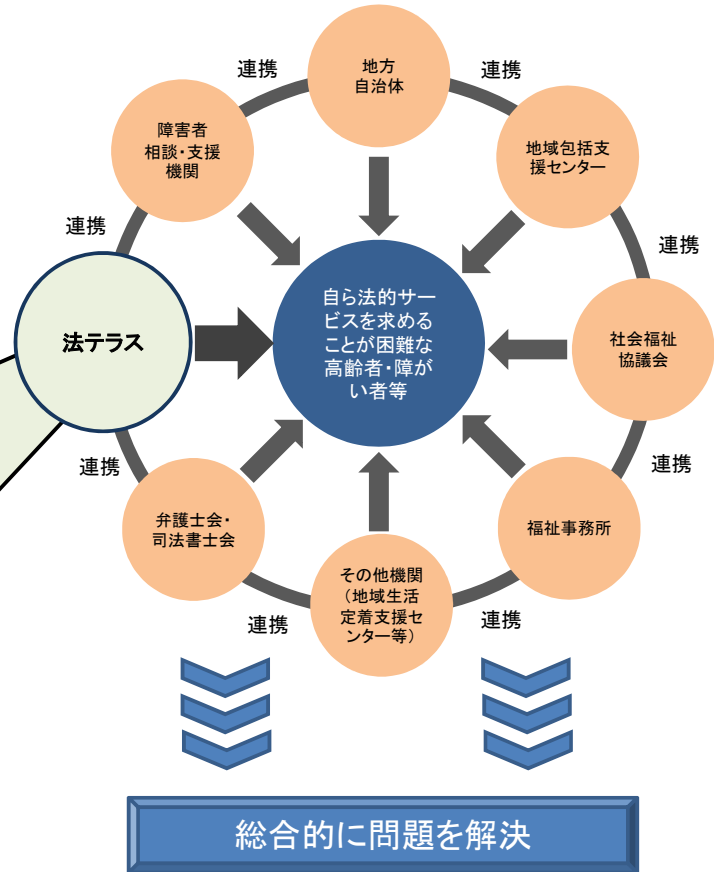 地方
自治体
連携
連携
障害者
相談・支援
機関
地域包括支
援センター
連携
連携
法テラス
自ら法的サー
ビスを求める
ことが困難な
高齢者・障が
い者等
社会福祉
協議会
連携
連携
弁護士会・
司法書士会
福祉事務所
その他機関
（地域生活
定着支援セ
ンター等）
連携
連携
総合的に問題を解決